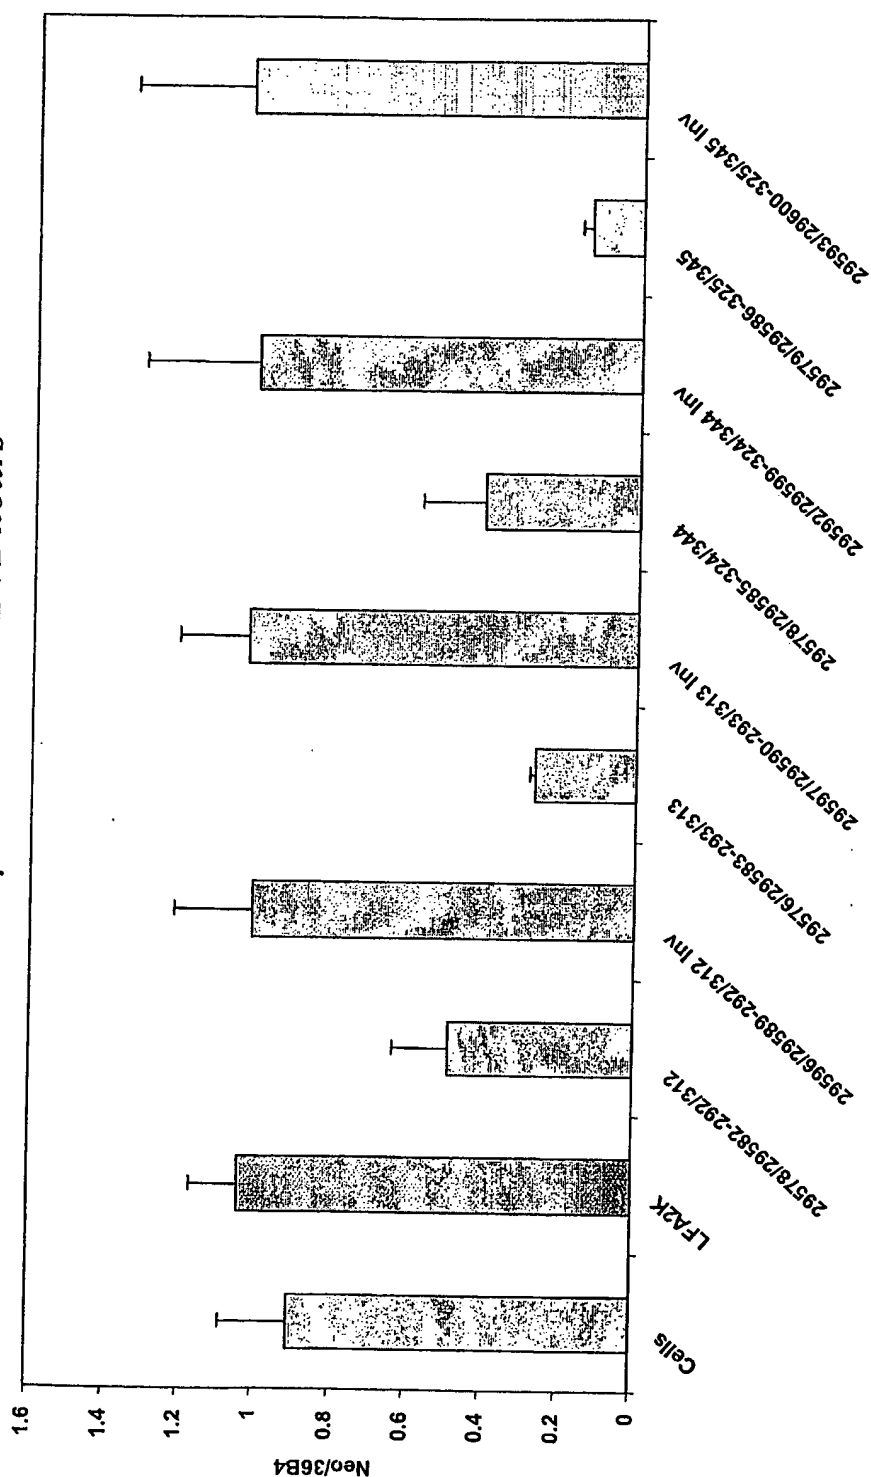 1.6
1.4
1.2
1
0.8
0.6
0.4
0.2
0
Neo/36B4
Cells
LFA2K
29578/29582-292/312
29596/29589-292/312 Inv
29576/29583-293/313
29597/29590-293/313 Inv
29578/29585-324/344
29592/29599-324/344 Inv
29579/29586-325/345
29593/29600-325/345 Inv